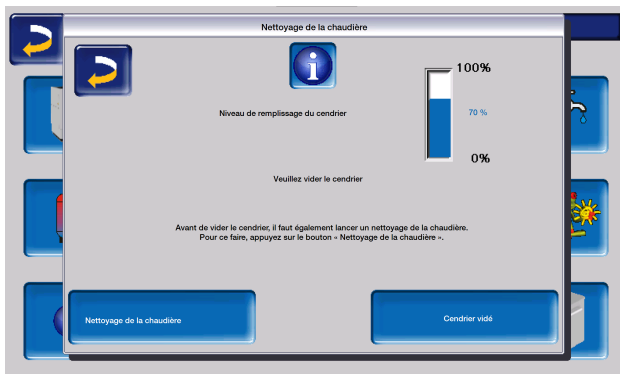 Nettoyage de la chaudière
100%
Niveau de remplissage du cendrier
70 %
0%
Veuillez vider le cendrier
Avant de vider le cendrier, il faut également lancer un nettoyage de la chaudière.
Pour ce faire, appuyez sur le bouton « Nettoyage de la chaudière ».
Nettoyage de la chaudière
Cendrier vidé